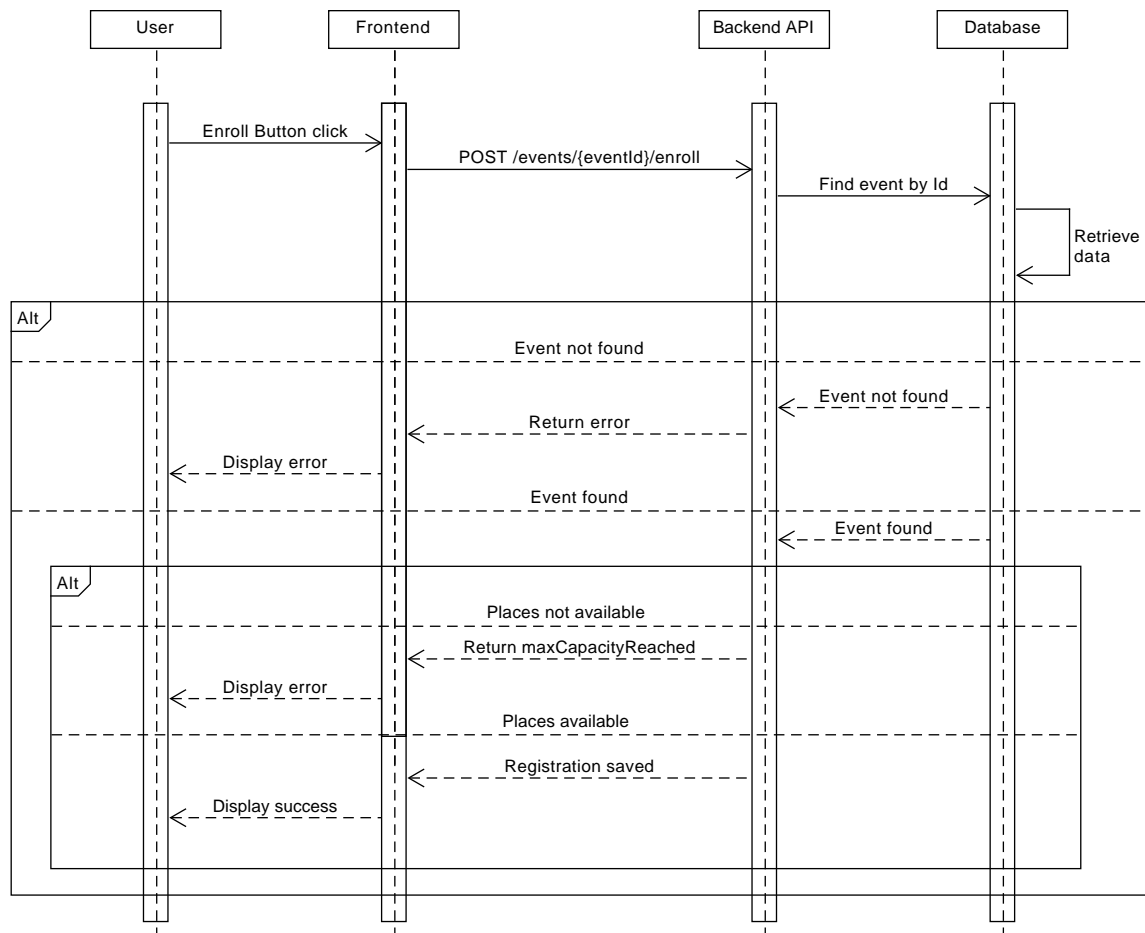 User
Frontend
Backend API
Database
Enroll Button click
POST /events/{eventId}/enroll
Find event by Id
Retrieve
data
Alt
Event not found
Event not found
Return error
Display error
Event found
Event found
Alt
Places not available
Return maxCapacityReached
Display error
Places available
Registration saved
Display success